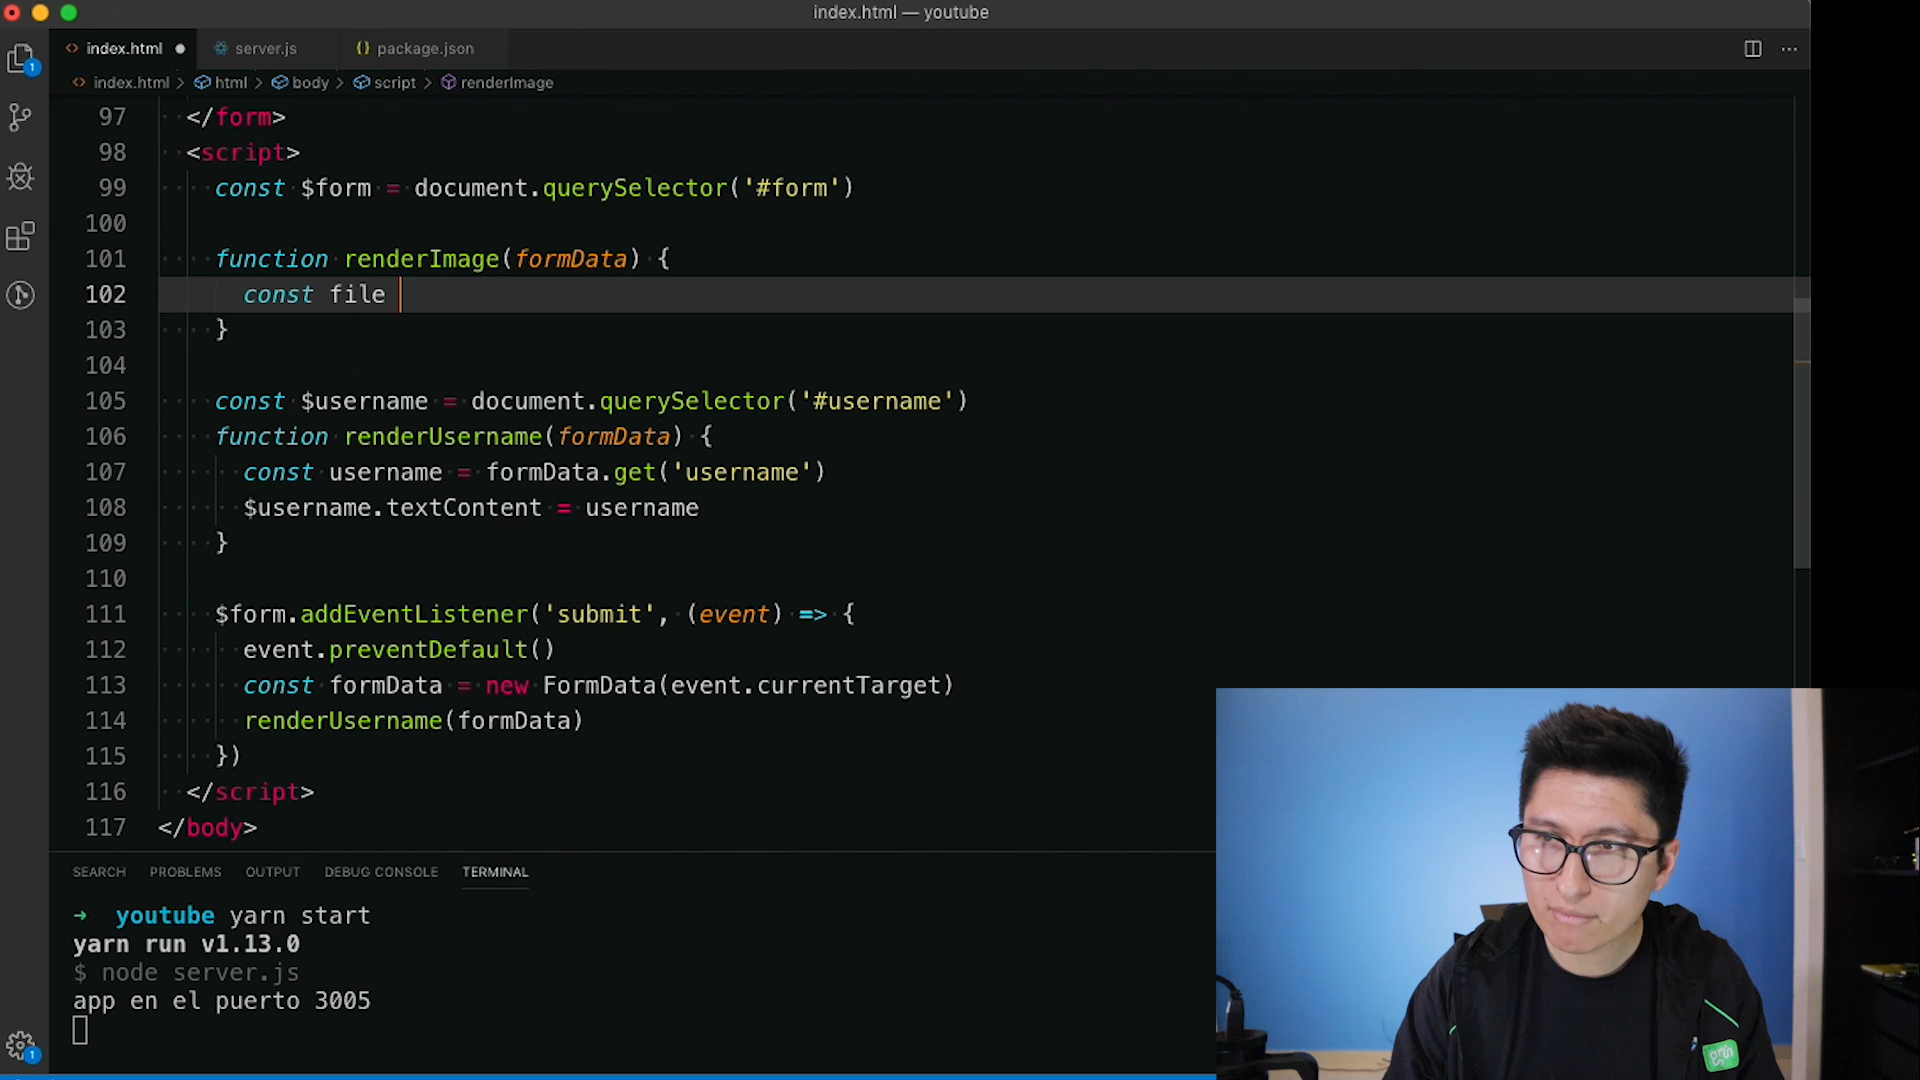 index.html — youtube
index.html server.js package.json
index.html > html > body > script > renderImage
97 </form>
98 <script>
99 const $form = document.querySelector('#form')
100
101 function renderImage(formData) {
102 const file
103 }
104
105 const $username = document.querySelector('#username')
106 function renderUsername(formData) {
107 const username = formData.get('username')
108 $username.textContent = username
109 }
110
111 $form.addEventListener('submit', (event) => {
112 event.preventDefault()
113 const formData = new FormData(event.currentTarget)
114 renderUsername(formData)
115 })
116 </script>
117 </body>
SEARCH PROBLEMS OUTPUT DEBUG CONSOLE TERMINAL
→ youtube yarn start
yarn run v1.13.0
$ node server.js
app en el puerto 3005
1
1